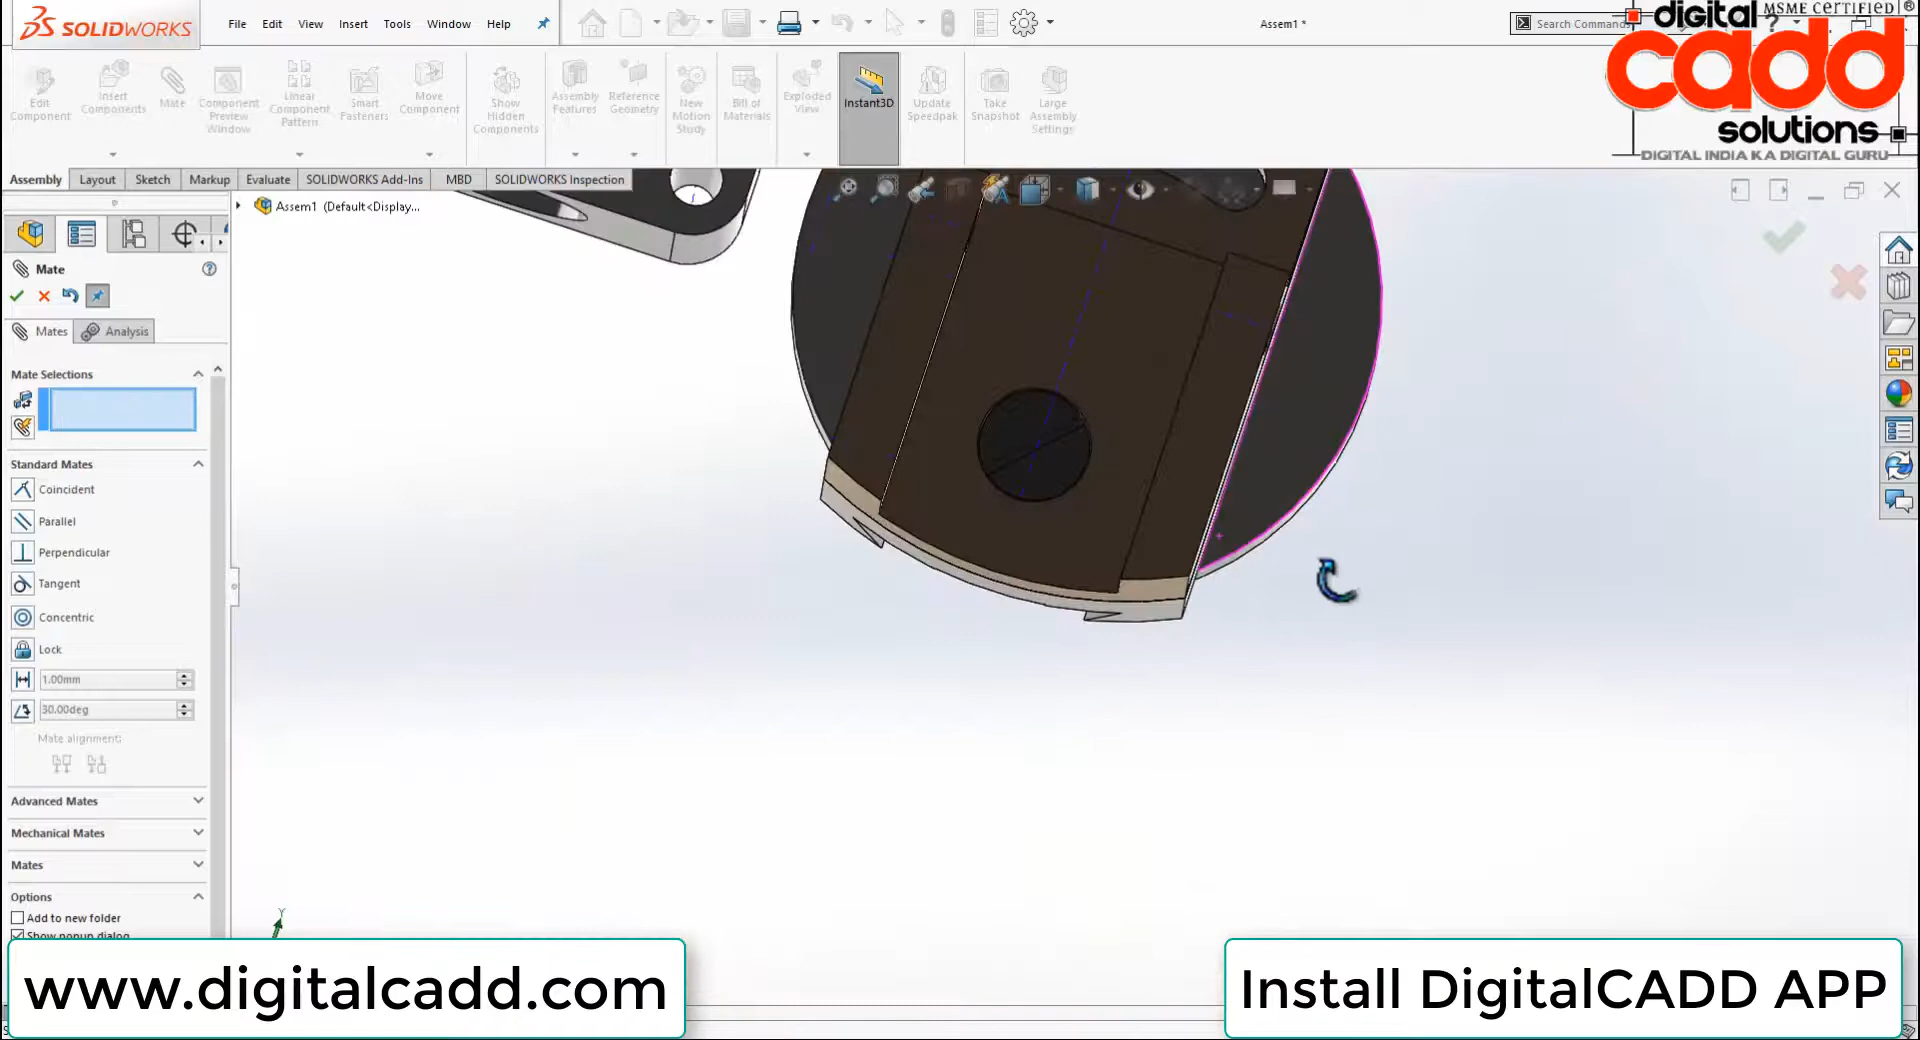 SOLIDWORKS
File Edit View Insert Tools Window Help
Assem1 *
Search Comman
digital
MSME CERTIFIED
cadd
solutions
DIGITAL INDIA KA DIGITAL GURU
Edit Component
Insert Components
Mate
Component Preview Window
Linear Component Pattern
Smart Fasteners
Move Component
Show Hidden Components
Assembly Features
Reference Geometry
New Motion Study
Bill of Materials
Exploded View
Instant3D
Update Speedpak
Take Snapshot
Large Assembly Settings
Assembly Layout Sketch Markup Evaluate SOLIDWORKS Add-Ins MBD SOLIDWORKS Inspection
Assem1 (Default<Display...
Mate
Mates Analysis
Mate Selections
Standard Mates
Coincident
Parallel
Perpendicular
Tangent
Concentric
Lock
1.00mm
30.00deg
Mate alignment:
Advanced Mates
Mechanical Mates
Mates
Options
Add to new folder
Show popup dialog
Y
www.digitalcadd.com
Install DigitalCADD APP